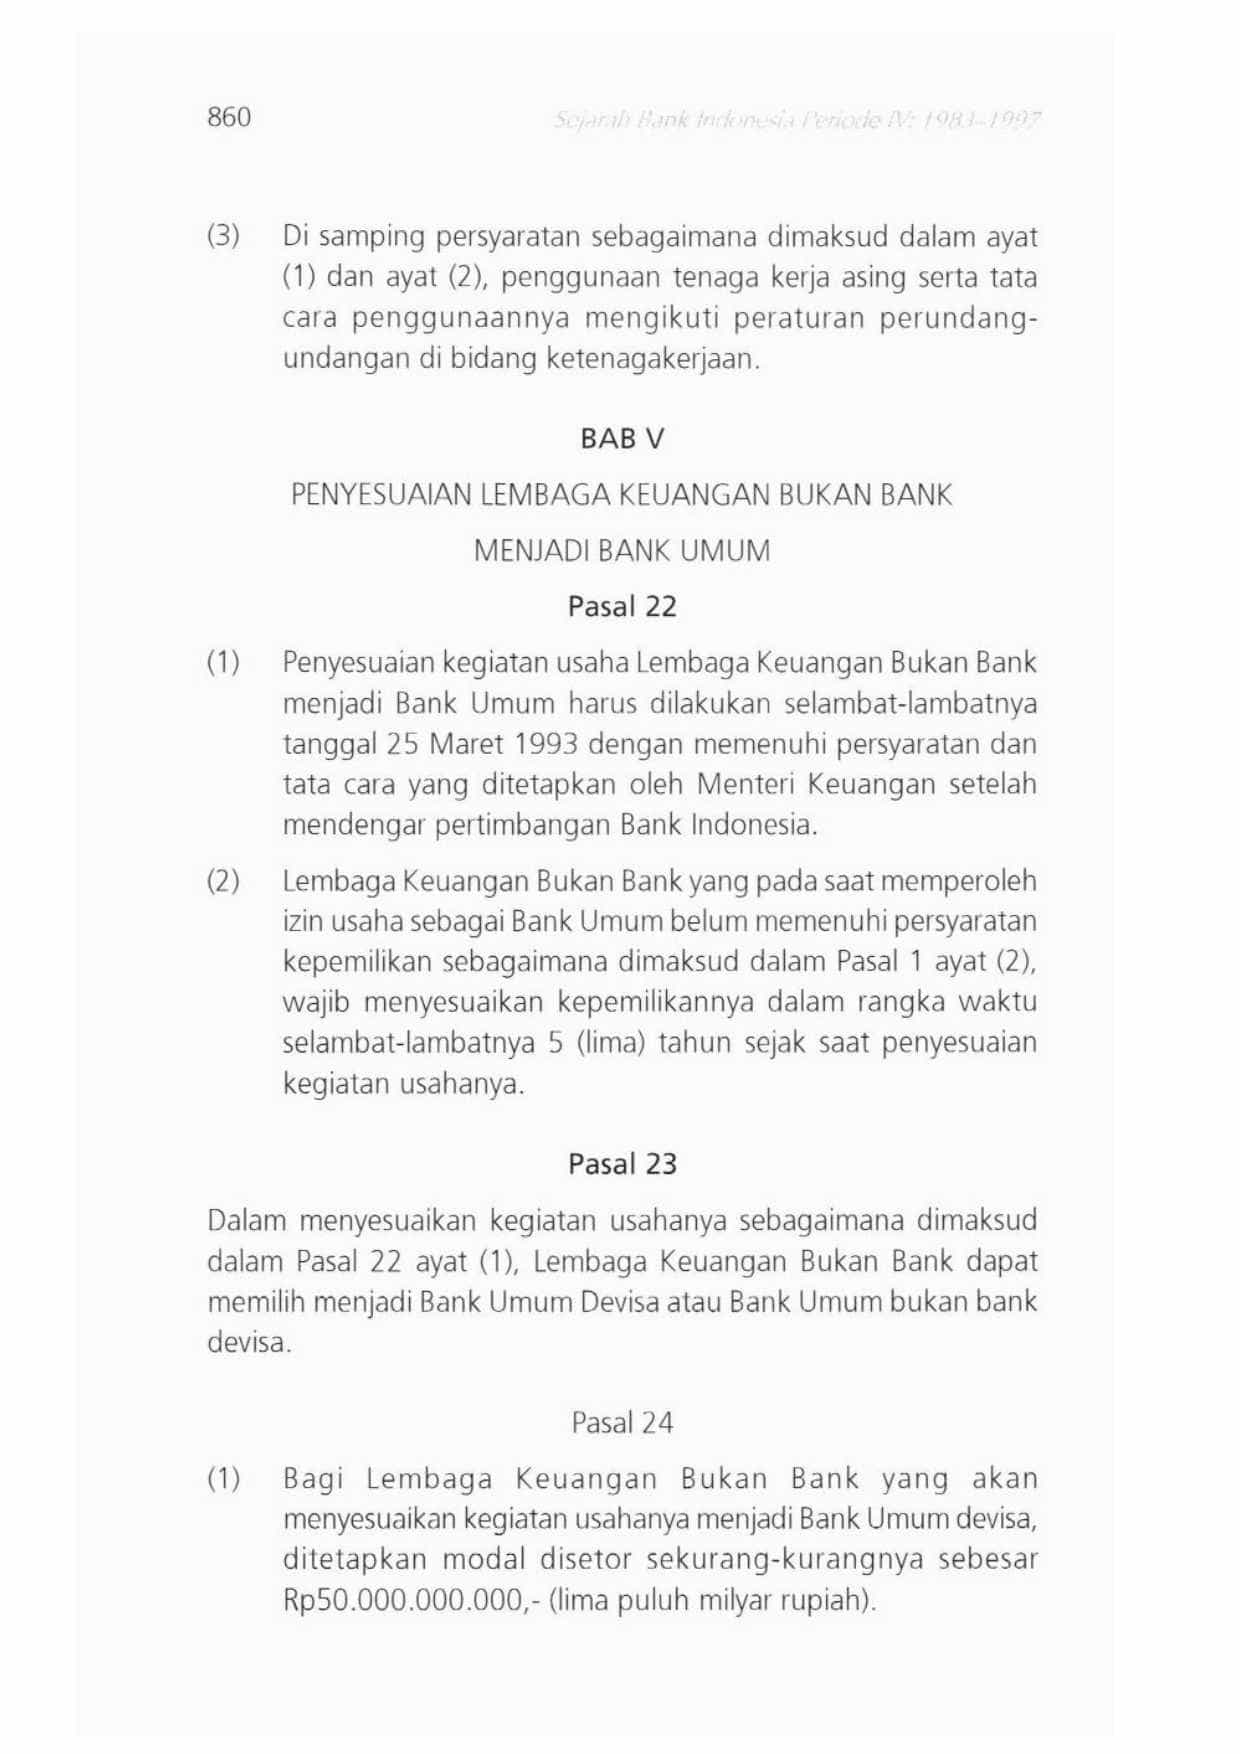 860
Sejarah Bank Indonesia Periode IV: 1983–1997
(3) Di samping persyaratan sebagaimana dimaksud dalam ayat
(1) dan ayat (2), penggunaan tenaga kerja asing serta tata
cara penggunaannya mengikuti peraturan perundang-
undangan di bidang ketenagakerjaan.
BAB V
PENYESUAIAN LEMBAGA KEUANGAN BUKAN BANK
MENJADI BANK UMUM
Pasal 22
(1) Penyesuaian kegiatan usaha Lembaga Keuangan Bukan Bank
menjadi Bank Umum harus dilakukan selambat-lambatnya
tanggal 25 Maret 1993 dengan memenuhi persyaratan dan
tata cara yang ditetapkan oleh Menteri Keuangan setelah
mendengar pertimbangan Bank Indonesia.
(2) Lembaga Keuangan Bukan Bank yang pada saat memperoleh
izin usaha sebagai Bank Umum belum memenuhi persyaratan
kepemilikan sebagaimana dimaksud dalam Pasal 1 ayat (2),
wajib menyesuaikan kepemilikannya dalam rangka waktu
selambat-lambatnya 5 (lima) tahun sejak saat penyesuaian
kegiatan usahanya.
Pasal 23
Dalam menyesuaikan kegiatan usahanya sebagaimana dimaksud
dalam Pasal 22 ayat (1), Lembaga Keuangan Bukan Bank dapat
memilih menjadi Bank Umum Devisa atau Bank Umum bukan bank
devisa.
Pasal 24
(1) Bagi Lembaga Keuangan Bukan Bank yang akan
menyesuaikan kegiatan usahanya menjadi Bank Umum devisa,
ditetapkan modal disetor sekurang-kurangnya sebesar
Rp50.000.000.000,- (lima puluh milyar rupiah).